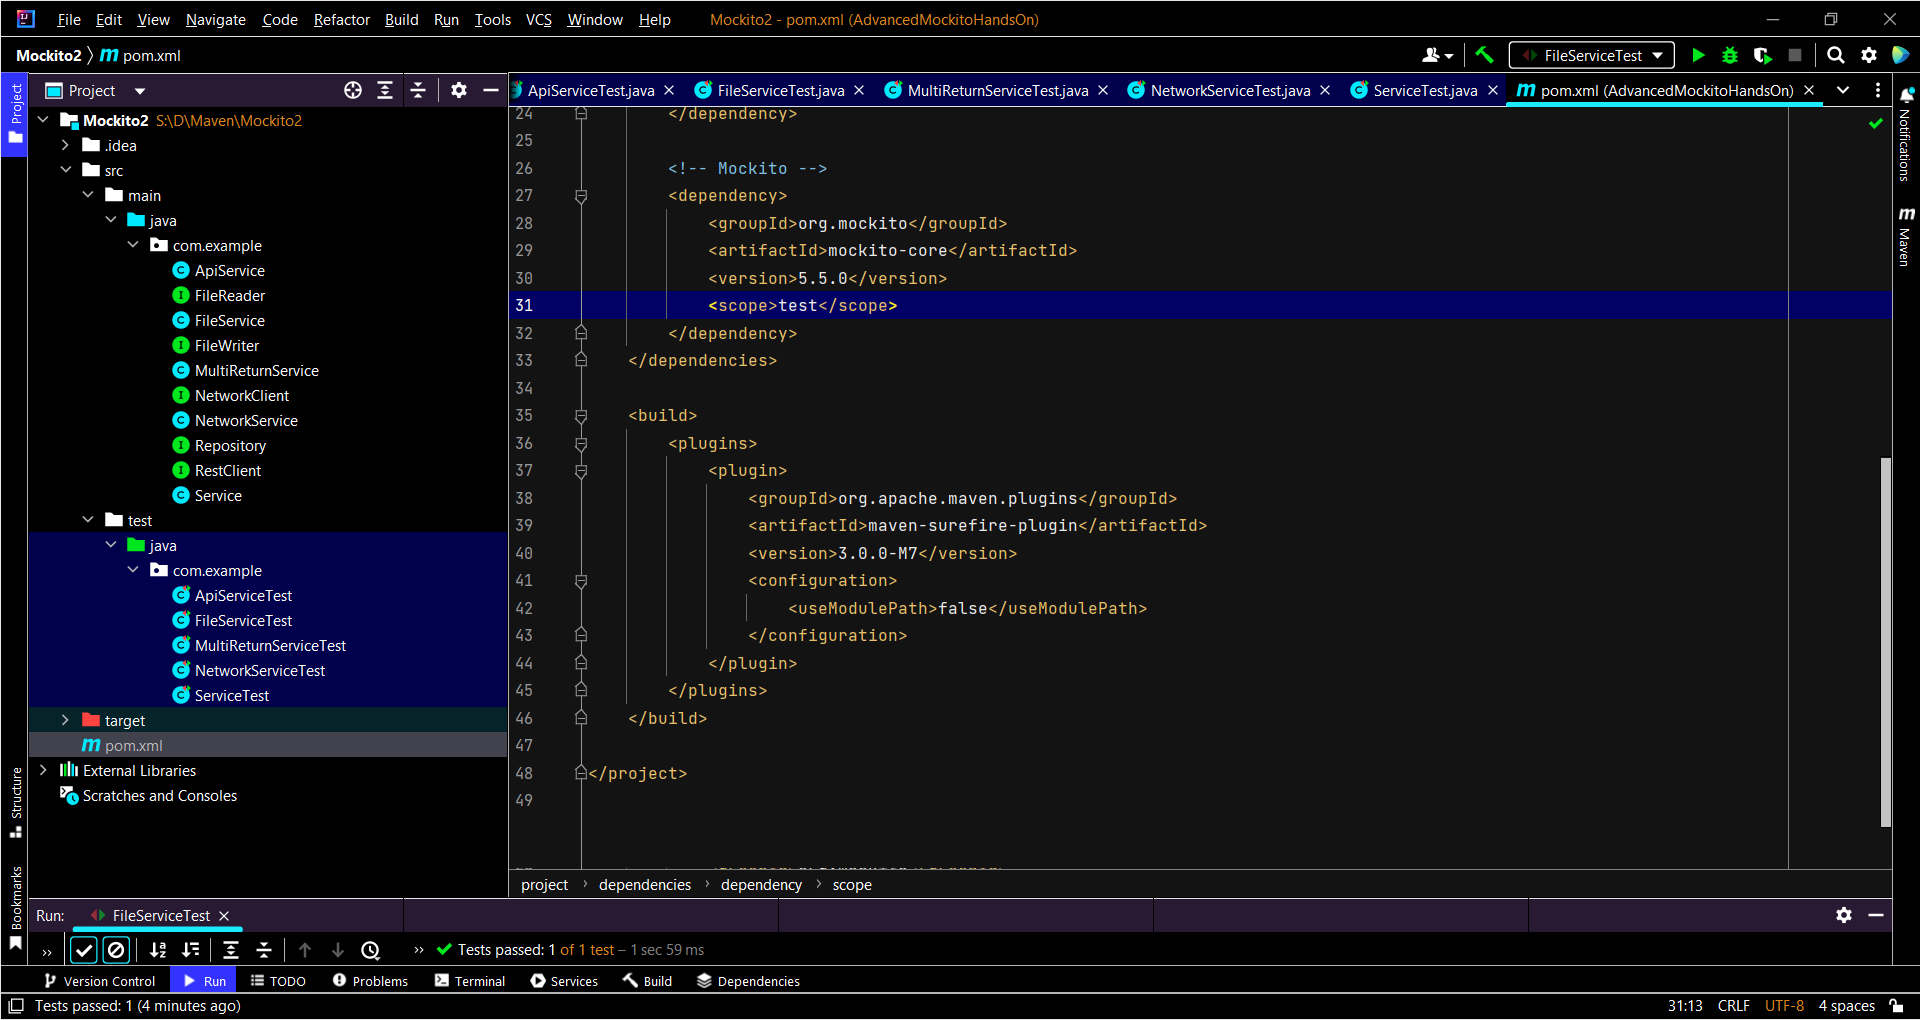 File Edit View Navigate Code Refactor Build Run Tools VCS Window Help Mockito2 - pom.xml (AdvancedMockitoHandsOn)
Mockito2 pom.xml FileServiceTest
Project
ApiServiceTest.java FileServiceTest.java MultiReturnServiceTest.java NetworkServiceTest.java ServiceTest.java pom.xml (AdvancedMockitoHandsOn)
Project
Structure
Bookmarks
Mockito2 S:\D\Maven\Mockito2
.idea
src
main
java
com.example
ApiService
FileReader
FileService
FileWriter
MultiReturnService
NetworkClient
NetworkService
Repository
RestClient
Service
test
java
com.example
ApiServiceTest
FileServiceTest
MultiReturnServiceTest
NetworkServiceTest
ServiceTest
target
pom.xml
External Libraries
Scratches and Consoles
24 </dependency>
25
26 <!-- Mockito -->
27 <dependency>
28 <groupId>org.mockito</groupId>
29 <artifactId>mockito-core</artifactId>
30 <version>5.5.0</version>
31 <scope>test</scope>
32 </dependency>
33 </dependencies>
34
35 <build>
36 <plugins>
37 <plugin>
38 <groupId>org.apache.maven.plugins</groupId>
39 <artifactId>maven-surefire-plugin</artifactId>
40 <version>3.0.0-M7</version>
41 <configuration>
42 <useModulePath>false</useModulePath>
43 </configuration>
44 </plugin>
45 </plugins>
46 </build>
47
48 </project>
49
project › dependencies › dependency › scope
Notifications
Maven
Run: FileServiceTest
» » Tests passed: 1 of 1 test – 1 sec 59 ms
Version Control Run TODO Problems Terminal Services Build Dependencies
Tests passed: 1 (4 minutes ago) 31:13 CRLF UTF-8 4 spaces